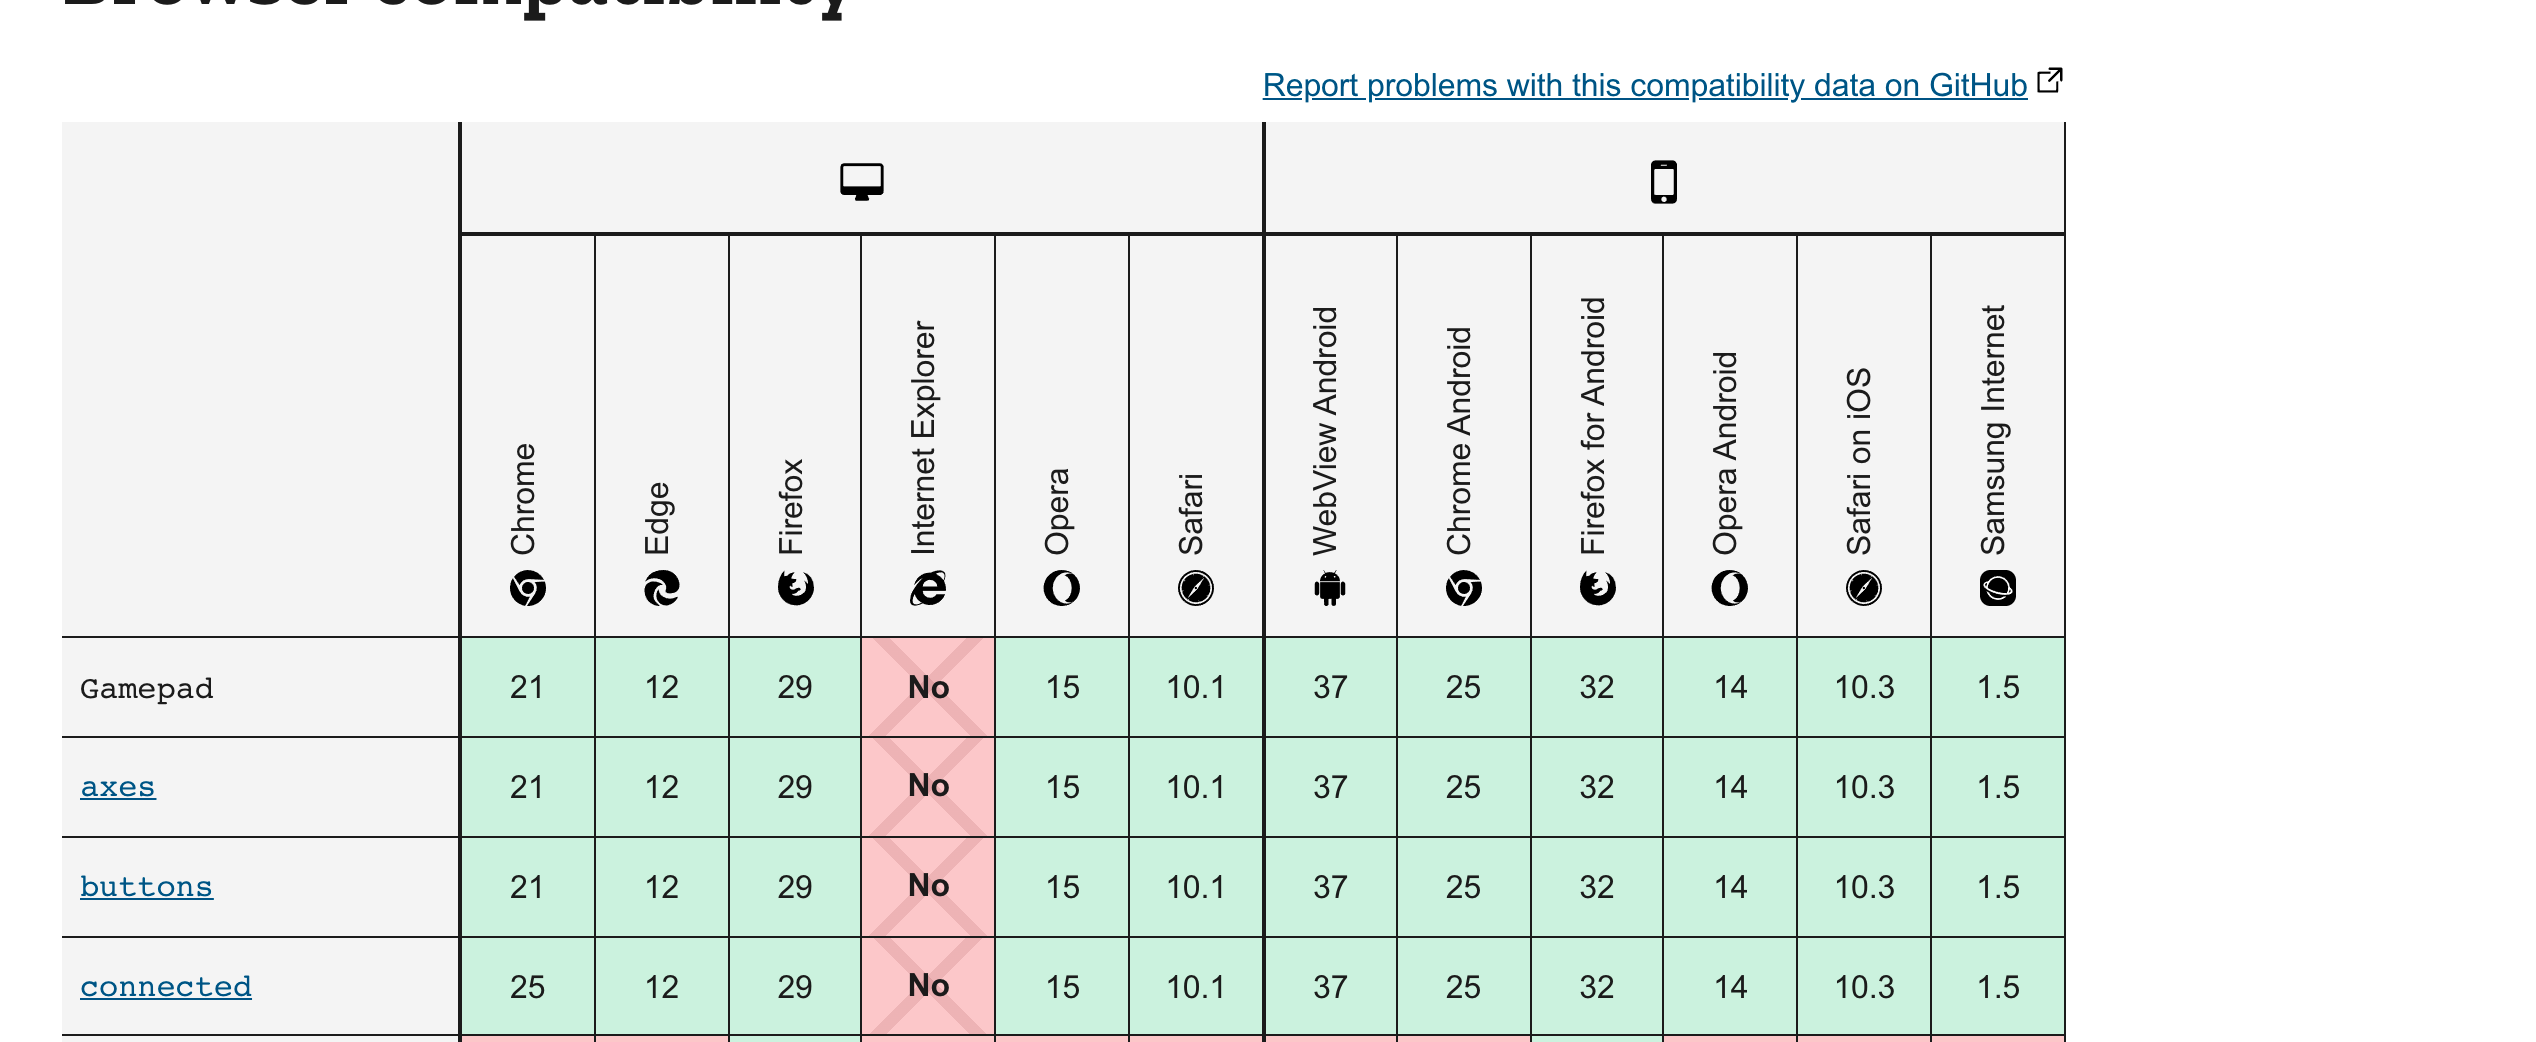 Browser compatibility
Report problems with this compatibility data on GitHub
Chrome
Edge
Firefox
Internet Explorer
Opera
Safari
WebView Android
Chrome Android
Firefox for Android
Opera Android
Safari on iOS
Samsung Internet
Gamepad 21 12 29 No 15 10.1 37 25 32 14 10.3 1.5
axes 21 12 29 No 15 10.1 37 25 32 14 10.3 1.5
buttons 21 12 29 No 15 10.1 37 25 32 14 10.3 1.5
connected 25 12 29 No 15 10.1 37 25 32 14 10.3 1.5